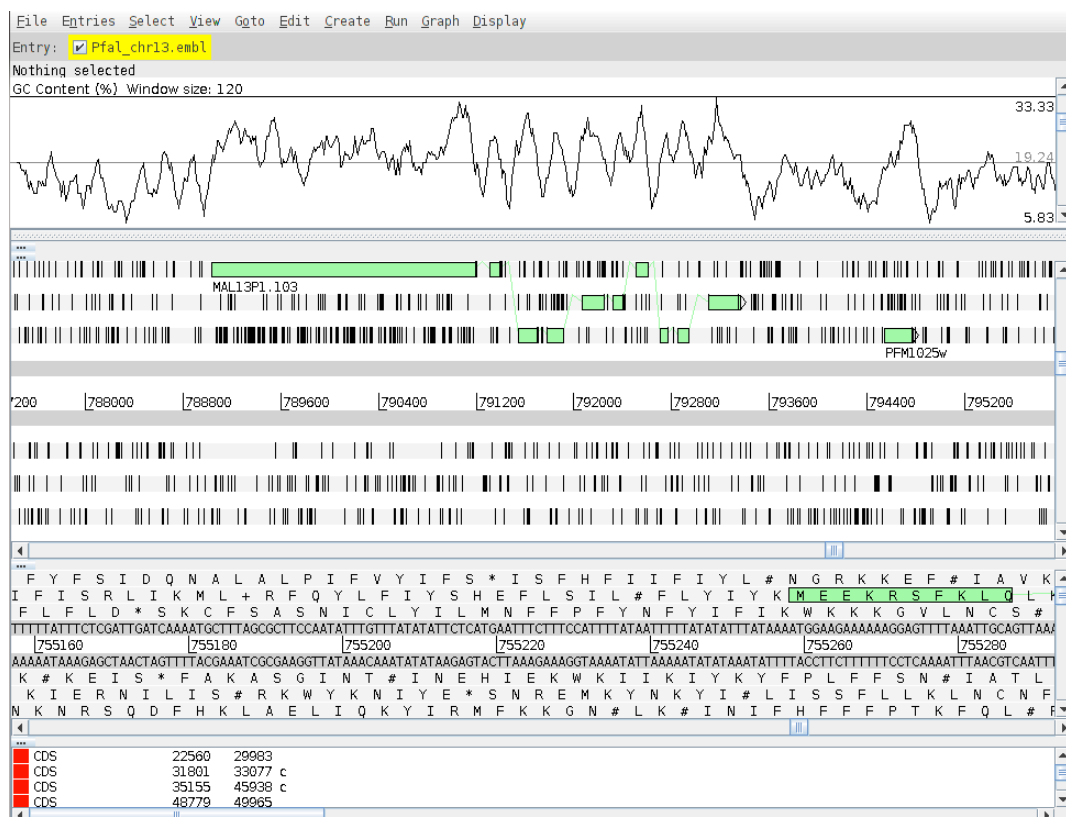 File Entries Select View Goto Edit Create Run Graph Display
Entry: Pfal_chr13.embl
Nothing selected
GC Content (%) Window size: 120
33.33
19.24
5.83
MAL13P1.103
PFM1025w
7200 788000 788800 789600 790400 791200 792000 792800 793600 794400 795200
F Y F S I D Q N A L A L P I F V Y I F S * I S F H F I I F I Y L # N G R K K E F # I A V K
I F I S R L I K M L + R F Q Y L F I Y S H E F L S I L # F L Y I Y K M E E K R S F K L Q L K
F L F L D * S K C F S A S N I C L Y I L M N F F P F Y N F Y I F I K W K K K G V L N C S #
TTTTTATTTCTCGATTGATCAAAATGCTTTAGCGCTTCCAATATTTGTTTATATATTCTCATGAATTTCTTTCCATTTTATAATTTTTATATATATTTATAAAATGGAAGAAAAAAGGAGTTTTAAATTGCAGTTAAA
755160 755180 755200 755220 755240 755260 755280
AAAAATAAAGAGCTAACTAGTTTTACGAAATCGCGAAGGTTATAAACAAATATATAAGAGTACTTAAAGAAAGGTAAAATATTAAAAATATATATAAATATTTTACCTTCTTTTTTCCTCAAAATTTAACGTCAATTT
K # K E I S * F A K A S G I N T # I N E H I E K W K I I K I Y K Y F P L F F S N # I A T L
K I E R N I L I S # R K W Y K N I Y E * S N R E M K Y N K Y I # L I S S F L L K L N C N F
N K N R S Q D F H K L A E L I Q K Y I R M F K K G N # L K # I N I F H F F F P T K F Q L #
CDS 22560 29983
CDS 31801 33077 c
CDS 35155 45938 c
CDS 48779 49965